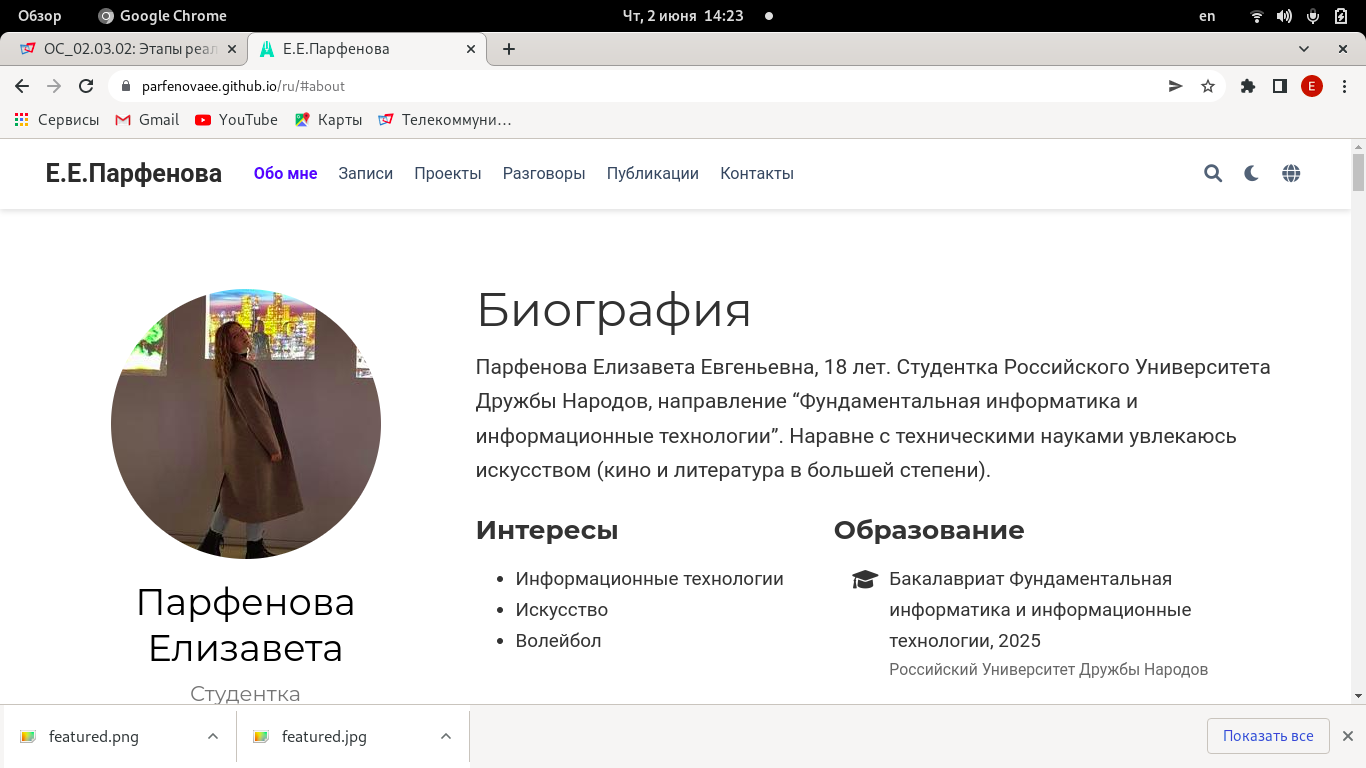 Обзор
Google Chrome
Чт, 2 июня 14:23
en
ОС_02.03.02: Этапы реал
Е.Е.Парфенова
parfenovaee.github.io/ru/#about
E
Сервисы
Gmail
YouTube
Карты
Телекоммуни…
Е.Е.Парфенова
Обо мне
Записи
Проекты
Разговоры
Публикации
Контакты
Биография
Парфенова Елизавета Евгеньевна, 18 лет. Студентка Российского Университета
Дружбы Народов, направление “Фундаментальная информатика и
информационные технологии”. Наравне с техническими науками увлекаюсь
искусством (кино и литература в большей степени).
Парфенова
Елизавета
Студентка
Интересы
Информационные технологии
Искусство
Волейбол
Образование
Бакалавриат Фундаментальная
информатика и информационные
технологии, 2025
Российский Университет Дружбы Народов
featured.png
featured.jpg
Показать все